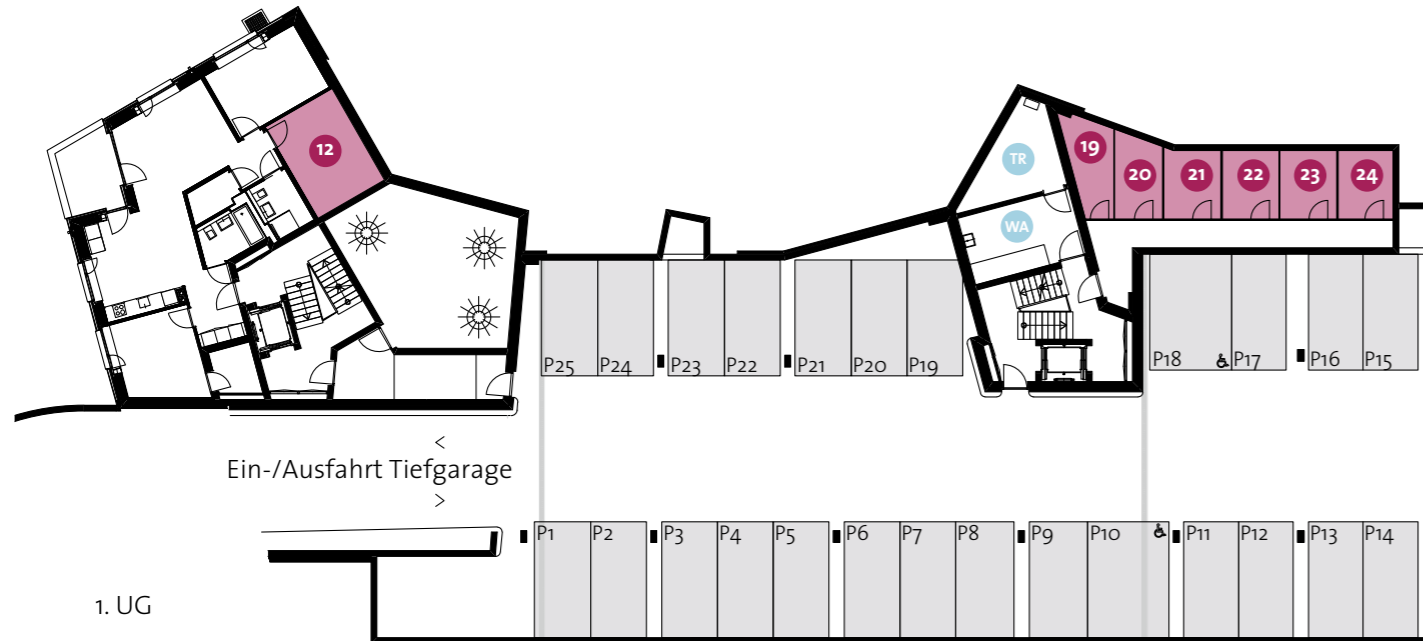 12
TR
19
20
21
22
23
24
WA
P25 P24 P23 P22 P21 P20 P19 P18 P17 P16 P15
<
Ein-/Ausfahrt Tiefgarage
>
P1 P2 P3 P4 P5 P6 P7 P8 P9 P10 P11 P12 P13 P14
1. UG